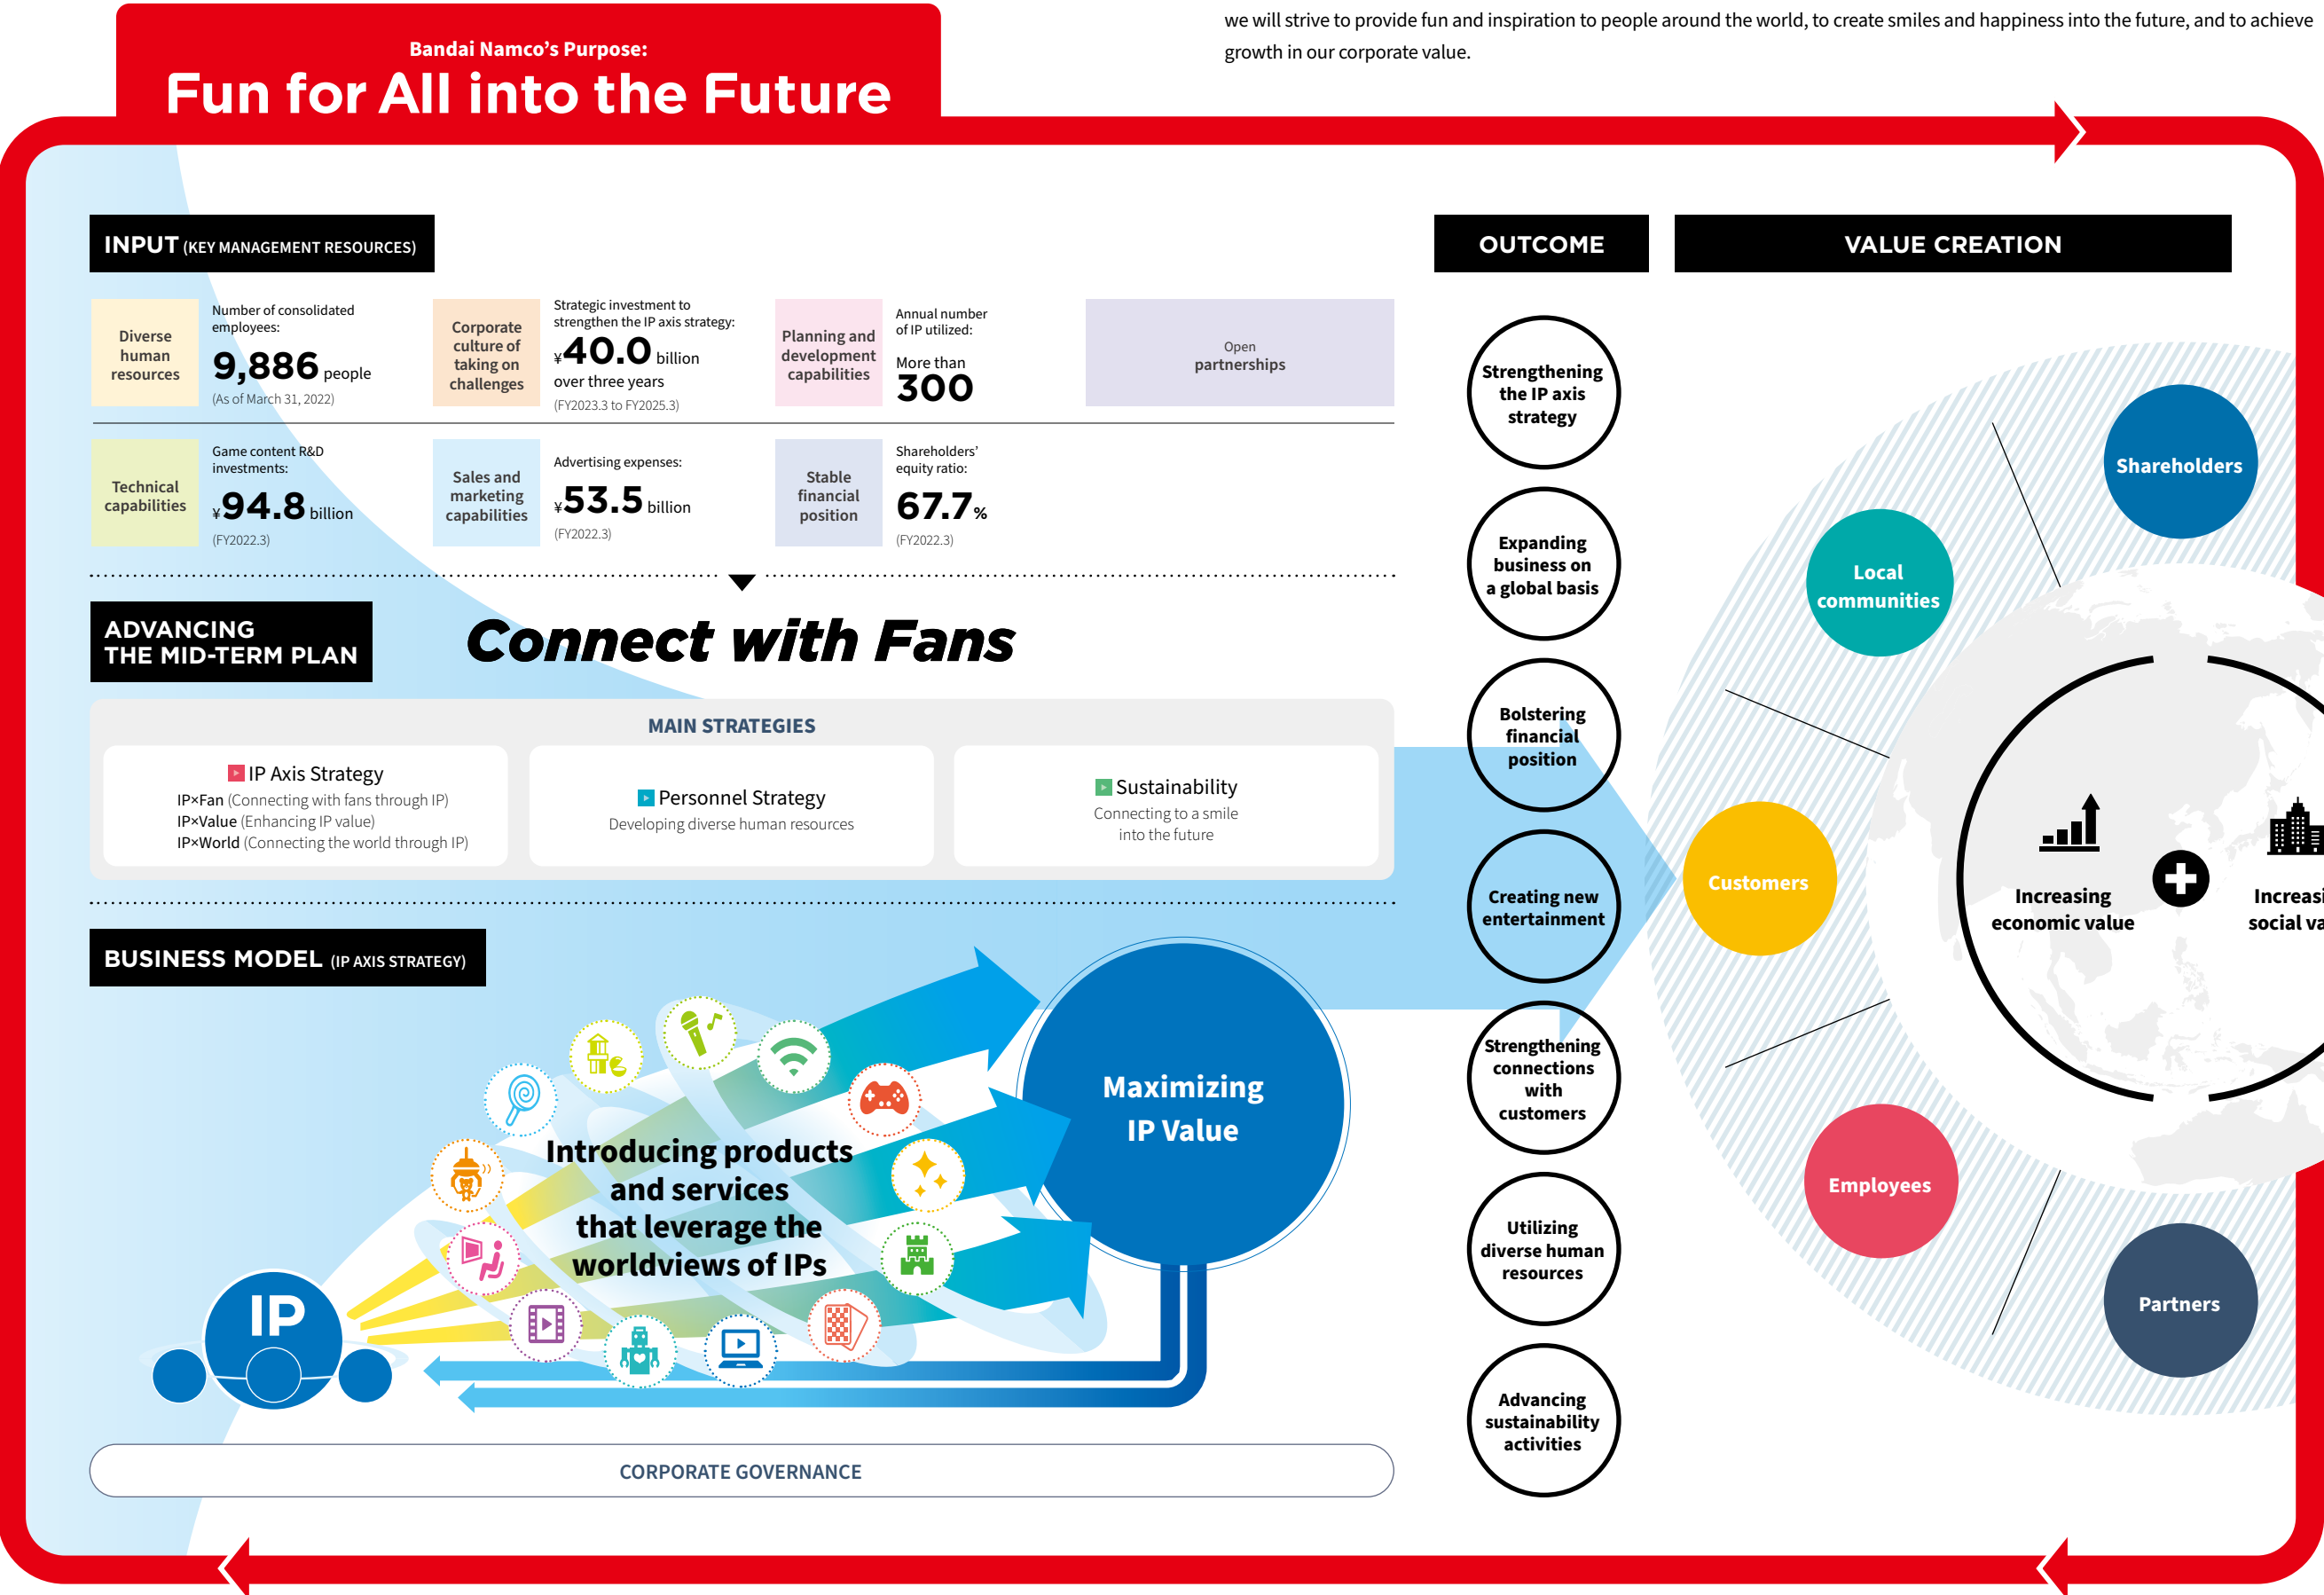 we will strive to provide fun and inspiration to people around the world, to create smiles and happiness into the future, and to achieve
growth in our corporate value.
Bandai Namco's Purpose:
Fun for All into the Future
INPUT (KEY MANAGEMENT RESOURCES)
Diverse
human
resources
Number of consolidated
employees:
9,886 people
(As of March 31, 2022)
Corporate
culture of
taking on
challenges
Strategic investment to
strengthen the IP axis strategy:
¥40.0 billion
over three years
(FY2023.3 to FY2025.3)
Planning and
development
capabilities
Annual number
of IP utilized:
More than
300
Open
partnerships
Technical
capabilities
Game content R&D
investments:
¥94.8 billion
(FY2022.3)
Sales and
marketing
capabilities
Advertising expenses:
¥53.5 billion
(FY2022.3)
Stable
financial
position
Shareholders'
equity ratio:
67.7%
(FY2022.3)
ADVANCING
THE MID-TERM PLAN
Connect with Fans
MAIN STRATEGIES
IP Axis Strategy
IP×Fan (Connecting with fans through IP)
IP×Value (Enhancing IP value)
IP×World (Connecting the world through IP)
Personnel Strategy
Developing diverse human resources
Sustainability
Connecting to a smile
into the future
BUSINESS MODEL (IP AXIS STRATEGY)
IP
Introducing products
and services
that leverage the
worldviews of IPs
Maximizing
IP Value
CORPORATE GOVERNANCE
OUTCOME
Strengthening
the IP axis
strategy
Expanding
business on
a global basis
Bolstering
financial
position
Creating new
entertainment
Strengthening
connections
with
customers
Utilizing
diverse human
resources
Advancing
sustainability
activities
VALUE CREATION
Shareholders
Local
communities
Customers
Employees
Partners
Increasing
economic value
Increasi
social va